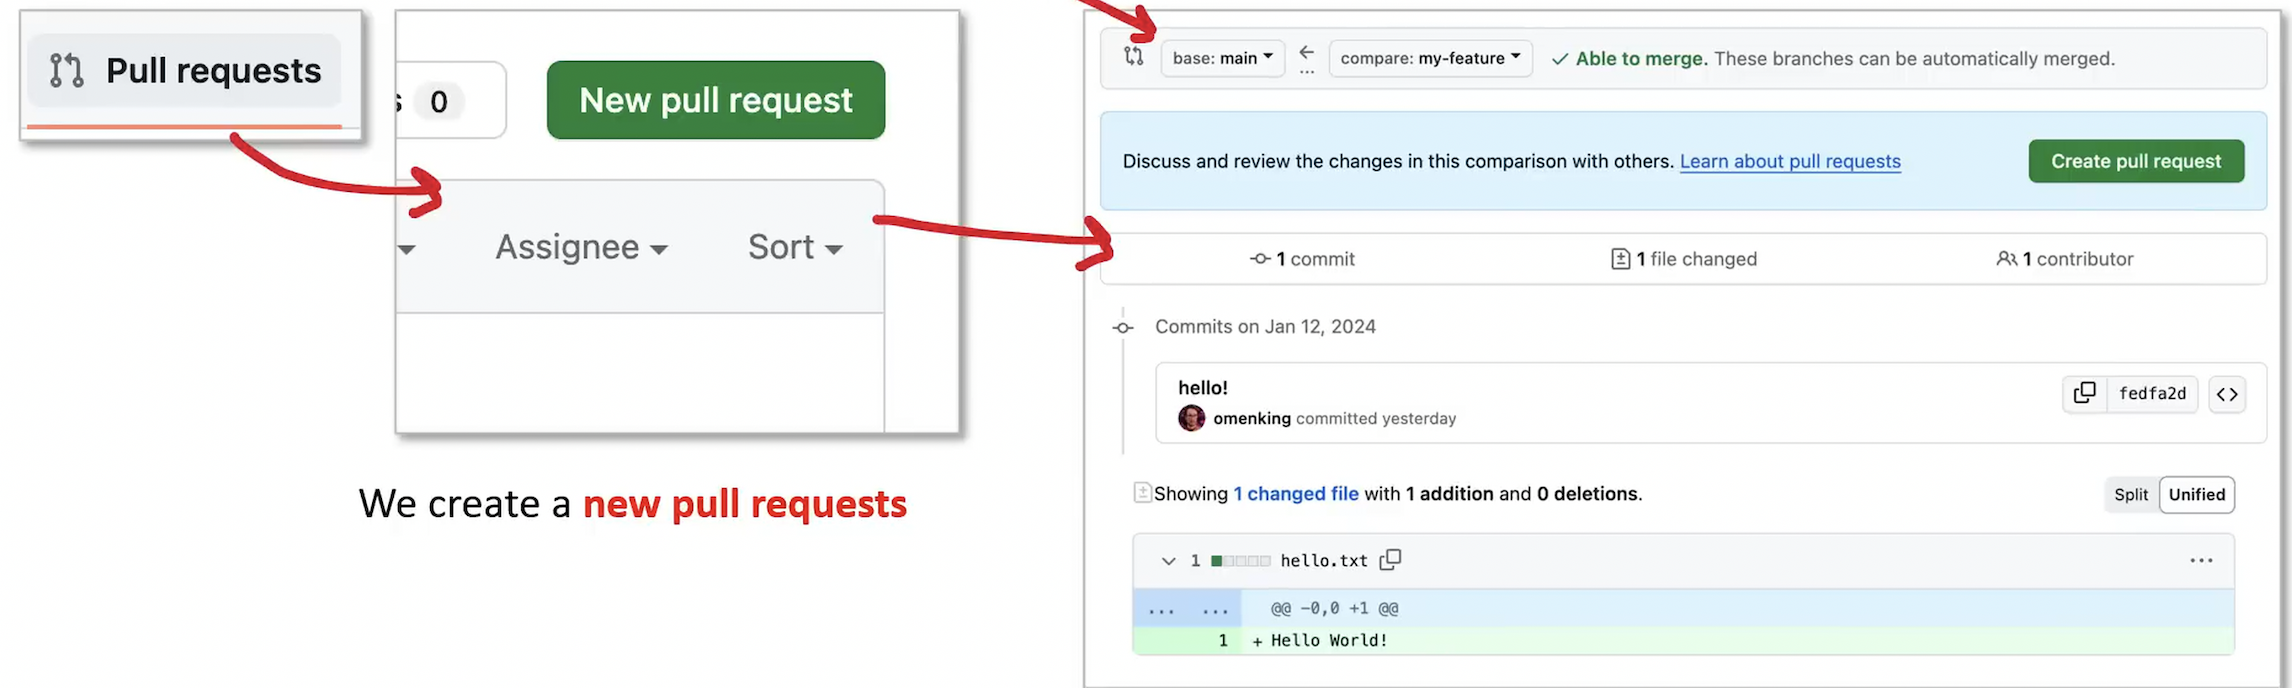 Pull requests
s 0
New pull request
Assignee
Sort
We create a new pull requests
base: main
compare: my-feature
Able to merge. These branches can be automatically merged.
Discuss and review the changes in this comparison with others. Learn about pull requests
Create pull request
1 commit
1 file changed
1 contributor
Commits on Jan 12, 2024
hello!
omenking committed yesterday
fedfa2d
Showing 1 changed file with 1 addition and 0 deletions.
Split
Unified
1 hello.txt
... ... @@ -0,0 +1 @@
1 + Hello World!